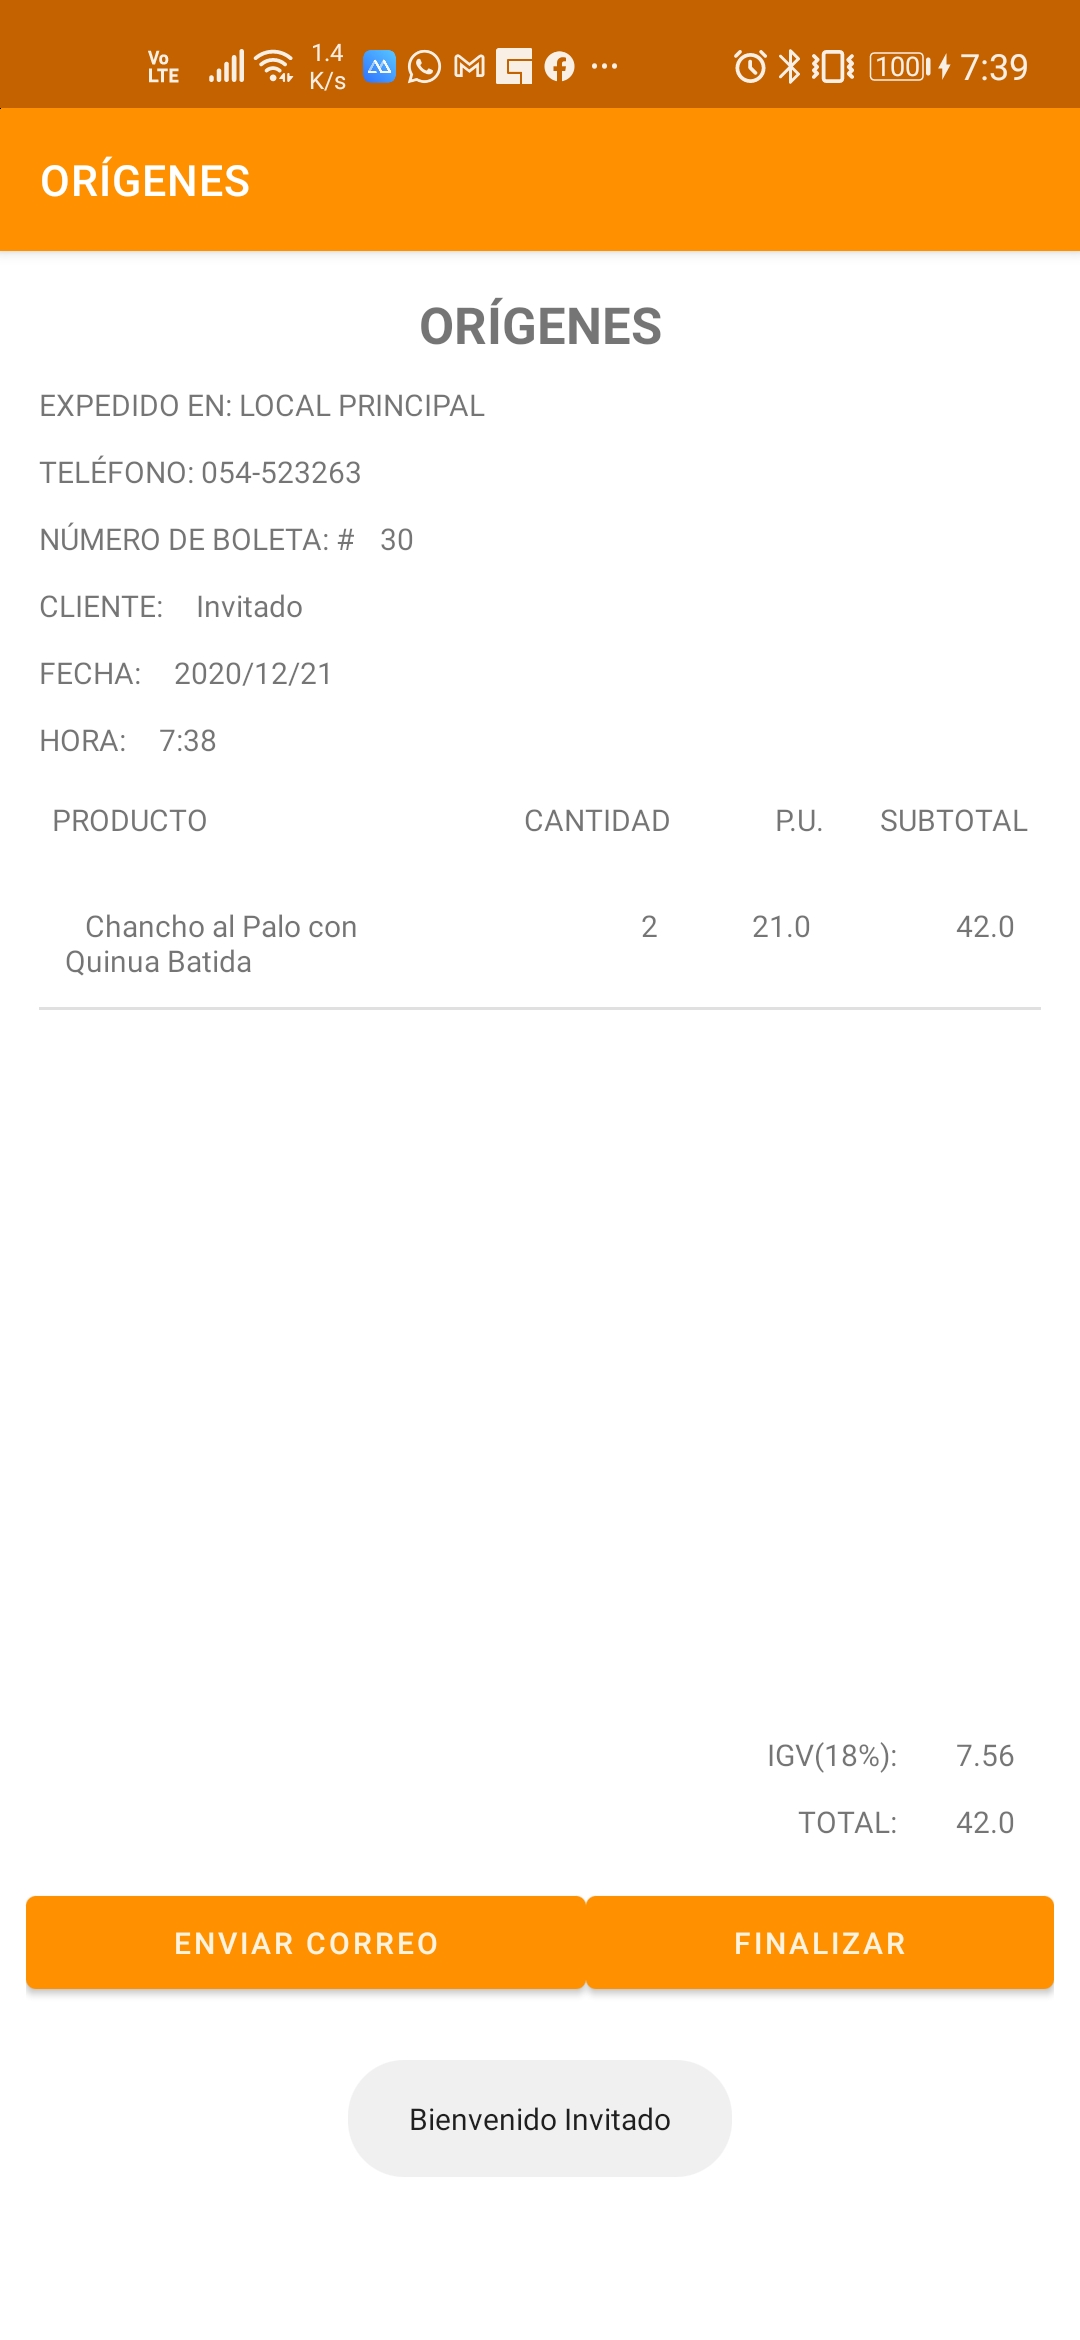 Vo LTE 1.4 K/s 100 7:39
ORÍGENES
ORÍGENES
EXPEDIDO EN: LOCAL PRINCIPAL
TELÉFONO: 054-523263
NÚMERO DE BOLETA: # 30
CLIENTE: Invitado
FECHA: 2020/12/21
HORA: 7:38
PRODUCTO CANTIDAD P.U. SUBTOTAL
Chancho al Palo con 2 21.0 42.0
Quinua Batida
IGV(18%): 7.56
TOTAL: 42.0
ENVIAR CORREO FINALIZAR
Bienvenido Invitado